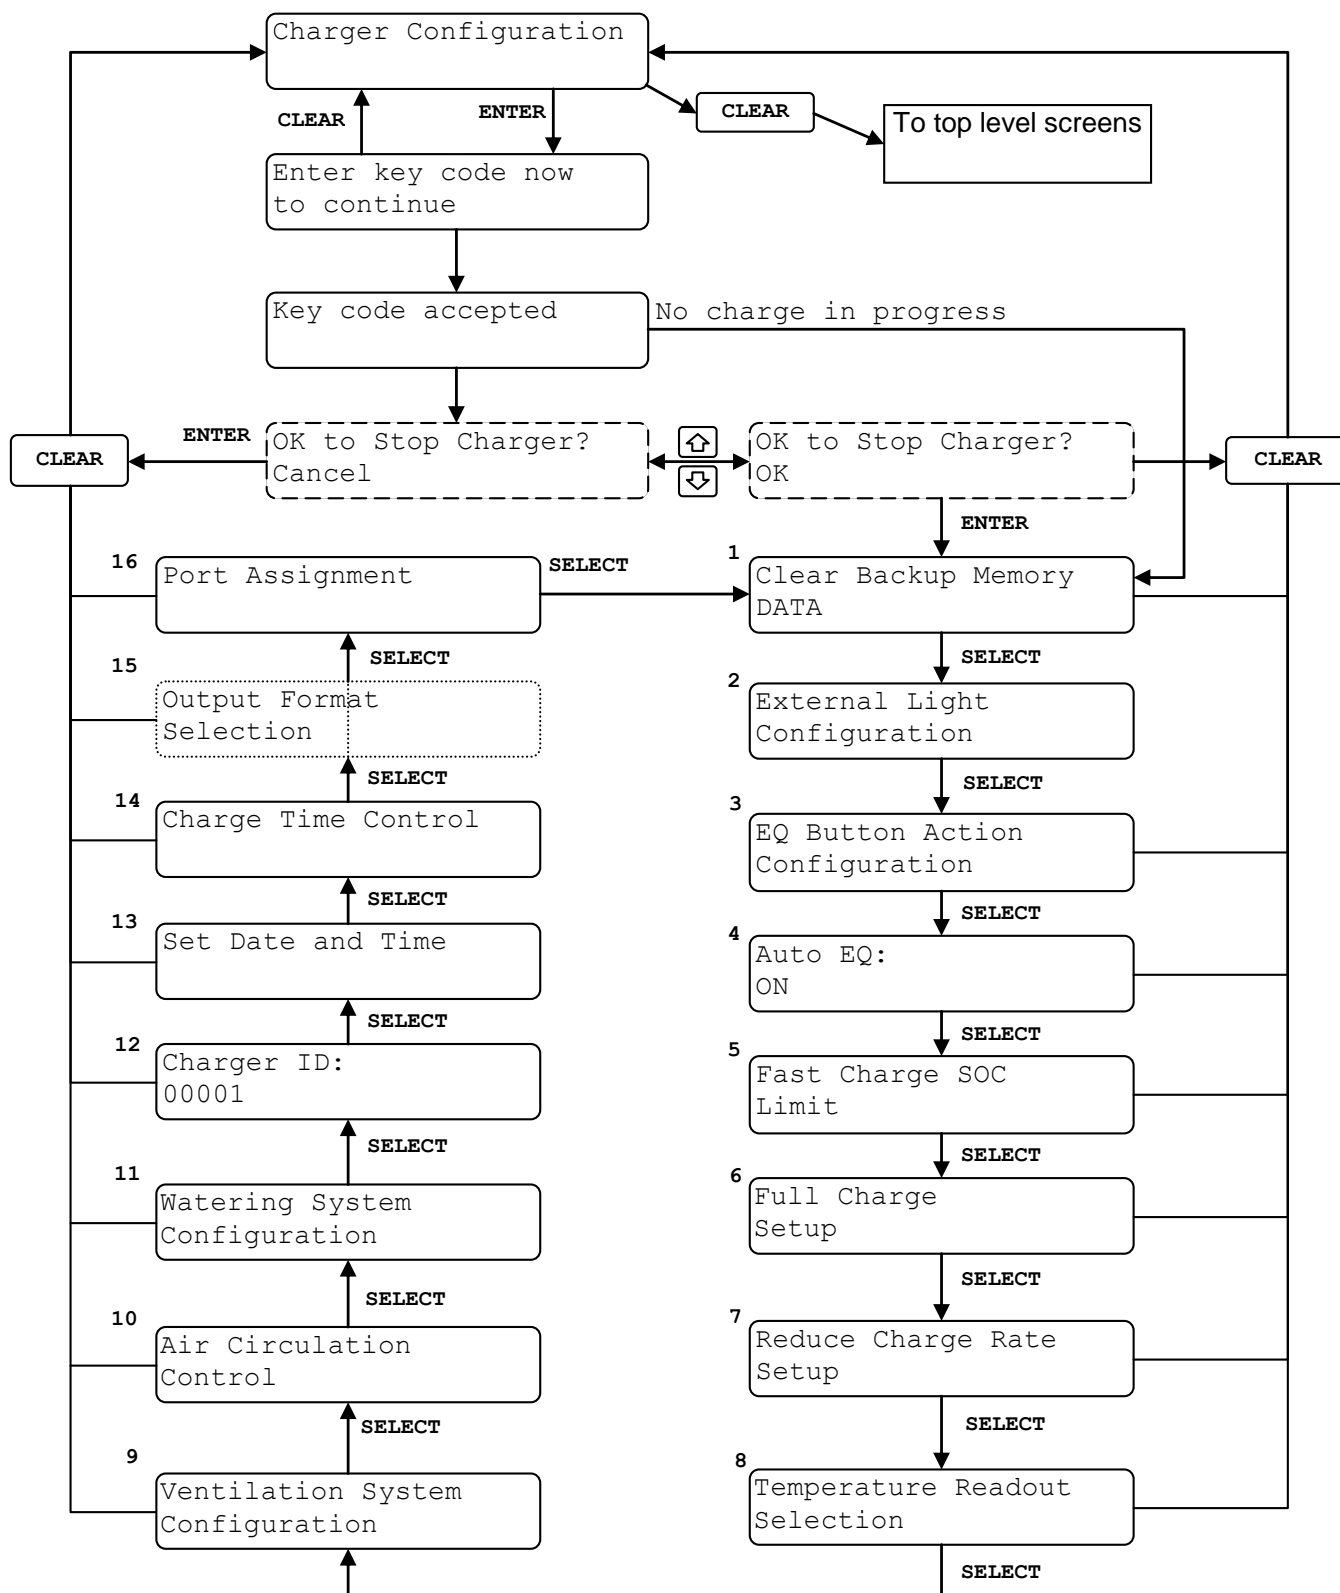 Charger Configuration
CLEAR
ENTER
CLEAR
To top level screens
Enter key code now
to continue
Key code accepted
No charge in progress
CLEAR
ENTER
OK to Stop Charger?
Cancel
OK to Stop Charger?
OK
CLEAR
ENTER
16
Port Assignment
SELECT
1
Clear Backup Memory
DATA
SELECT
SELECT
15
Output Format
Selection
2
External Light
Configuration
SELECT
SELECT
14
Charge Time Control
3
EQ Button Action
Configuration
SELECT
SELECT
13
Set Date and Time
4
Auto EQ:
ON
SELECT
SELECT
12
Charger ID:
00001
5
Fast Charge SOC
Limit
SELECT
SELECT
11
Watering System
Configuration
6
Full Charge
Setup
SELECT
SELECT
10
Air Circulation
Control
7
Reduce Charge Rate
Setup
SELECT
SELECT
9
Ventilation System
Configuration
8
Temperature Readout
Selection
SELECT